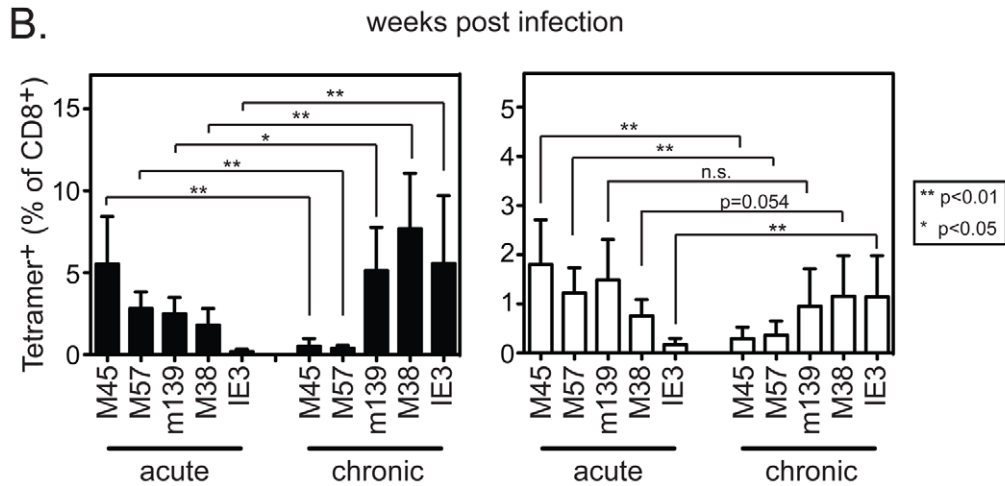 B.
weeks post infection
Tetramer+ (% of CD8+)
15
10
5
0
**
**
*
**
**
M45
M57
m139
M38
IE3
M45
M57
m139
M38
IE3
acute
chronic
5
4
3
2
1
0
**
**
n.s.
p=0.054
**
M45
M57
m139
M38
IE3
M45
M57
m139
M38
IE3
acute
chronic
** p<0.01
* p<0.05